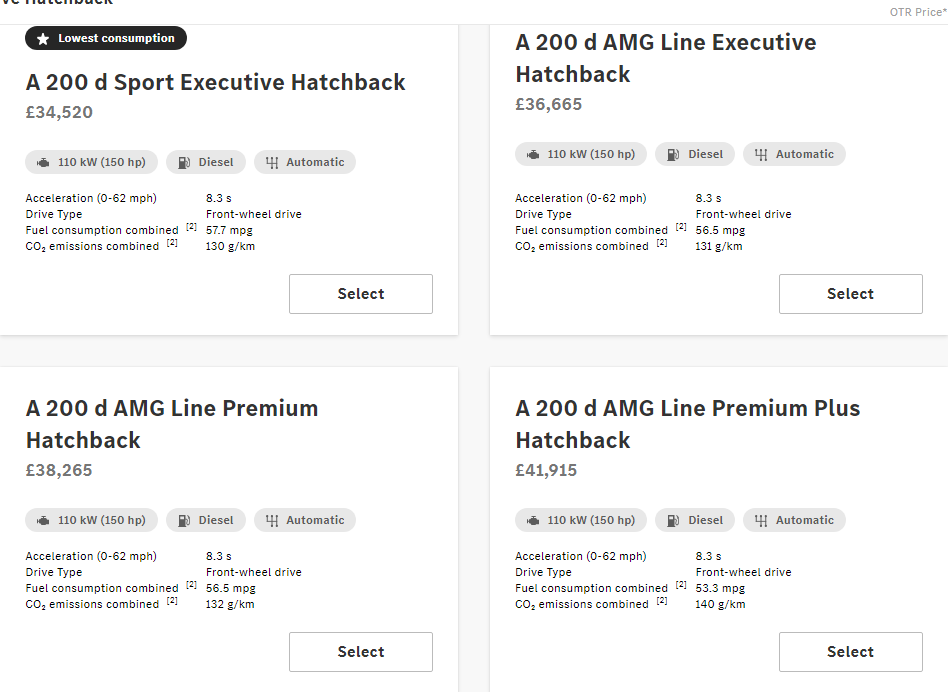 OTR Price*
Lowest consumption
A 200 d Sport Executive Hatchback
£34,520
110 kW (150 hp) Diesel Automatic
Acceleration (0-62 mph) 8.3 s
Drive Type Front-wheel drive
Fuel consumption combined [2] 57.7 mpg
CO₂ emissions combined [2] 130 g/km
Select
A 200 d AMG Line Executive
Hatchback
£36,665
110 kW (150 hp) Diesel Automatic
Acceleration (0-62 mph) 8.3 s
Drive Type Front-wheel drive
Fuel consumption combined [2] 56.5 mpg
CO₂ emissions combined [2] 131 g/km
Select
A 200 d AMG Line Premium
Hatchback
£38,265
110 kW (150 hp) Diesel Automatic
Acceleration (0-62 mph) 8.3 s
Drive Type Front-wheel drive
Fuel consumption combined [2] 56.5 mpg
CO₂ emissions combined [2] 132 g/km
Select
A 200 d AMG Line Premium Plus
Hatchback
£41,915
110 kW (150 hp) Diesel Automatic
Acceleration (0-62 mph) 8.3 s
Drive Type Front-wheel drive
Fuel consumption combined [2] 53.3 mpg
CO₂ emissions combined [2] 140 g/km
Select